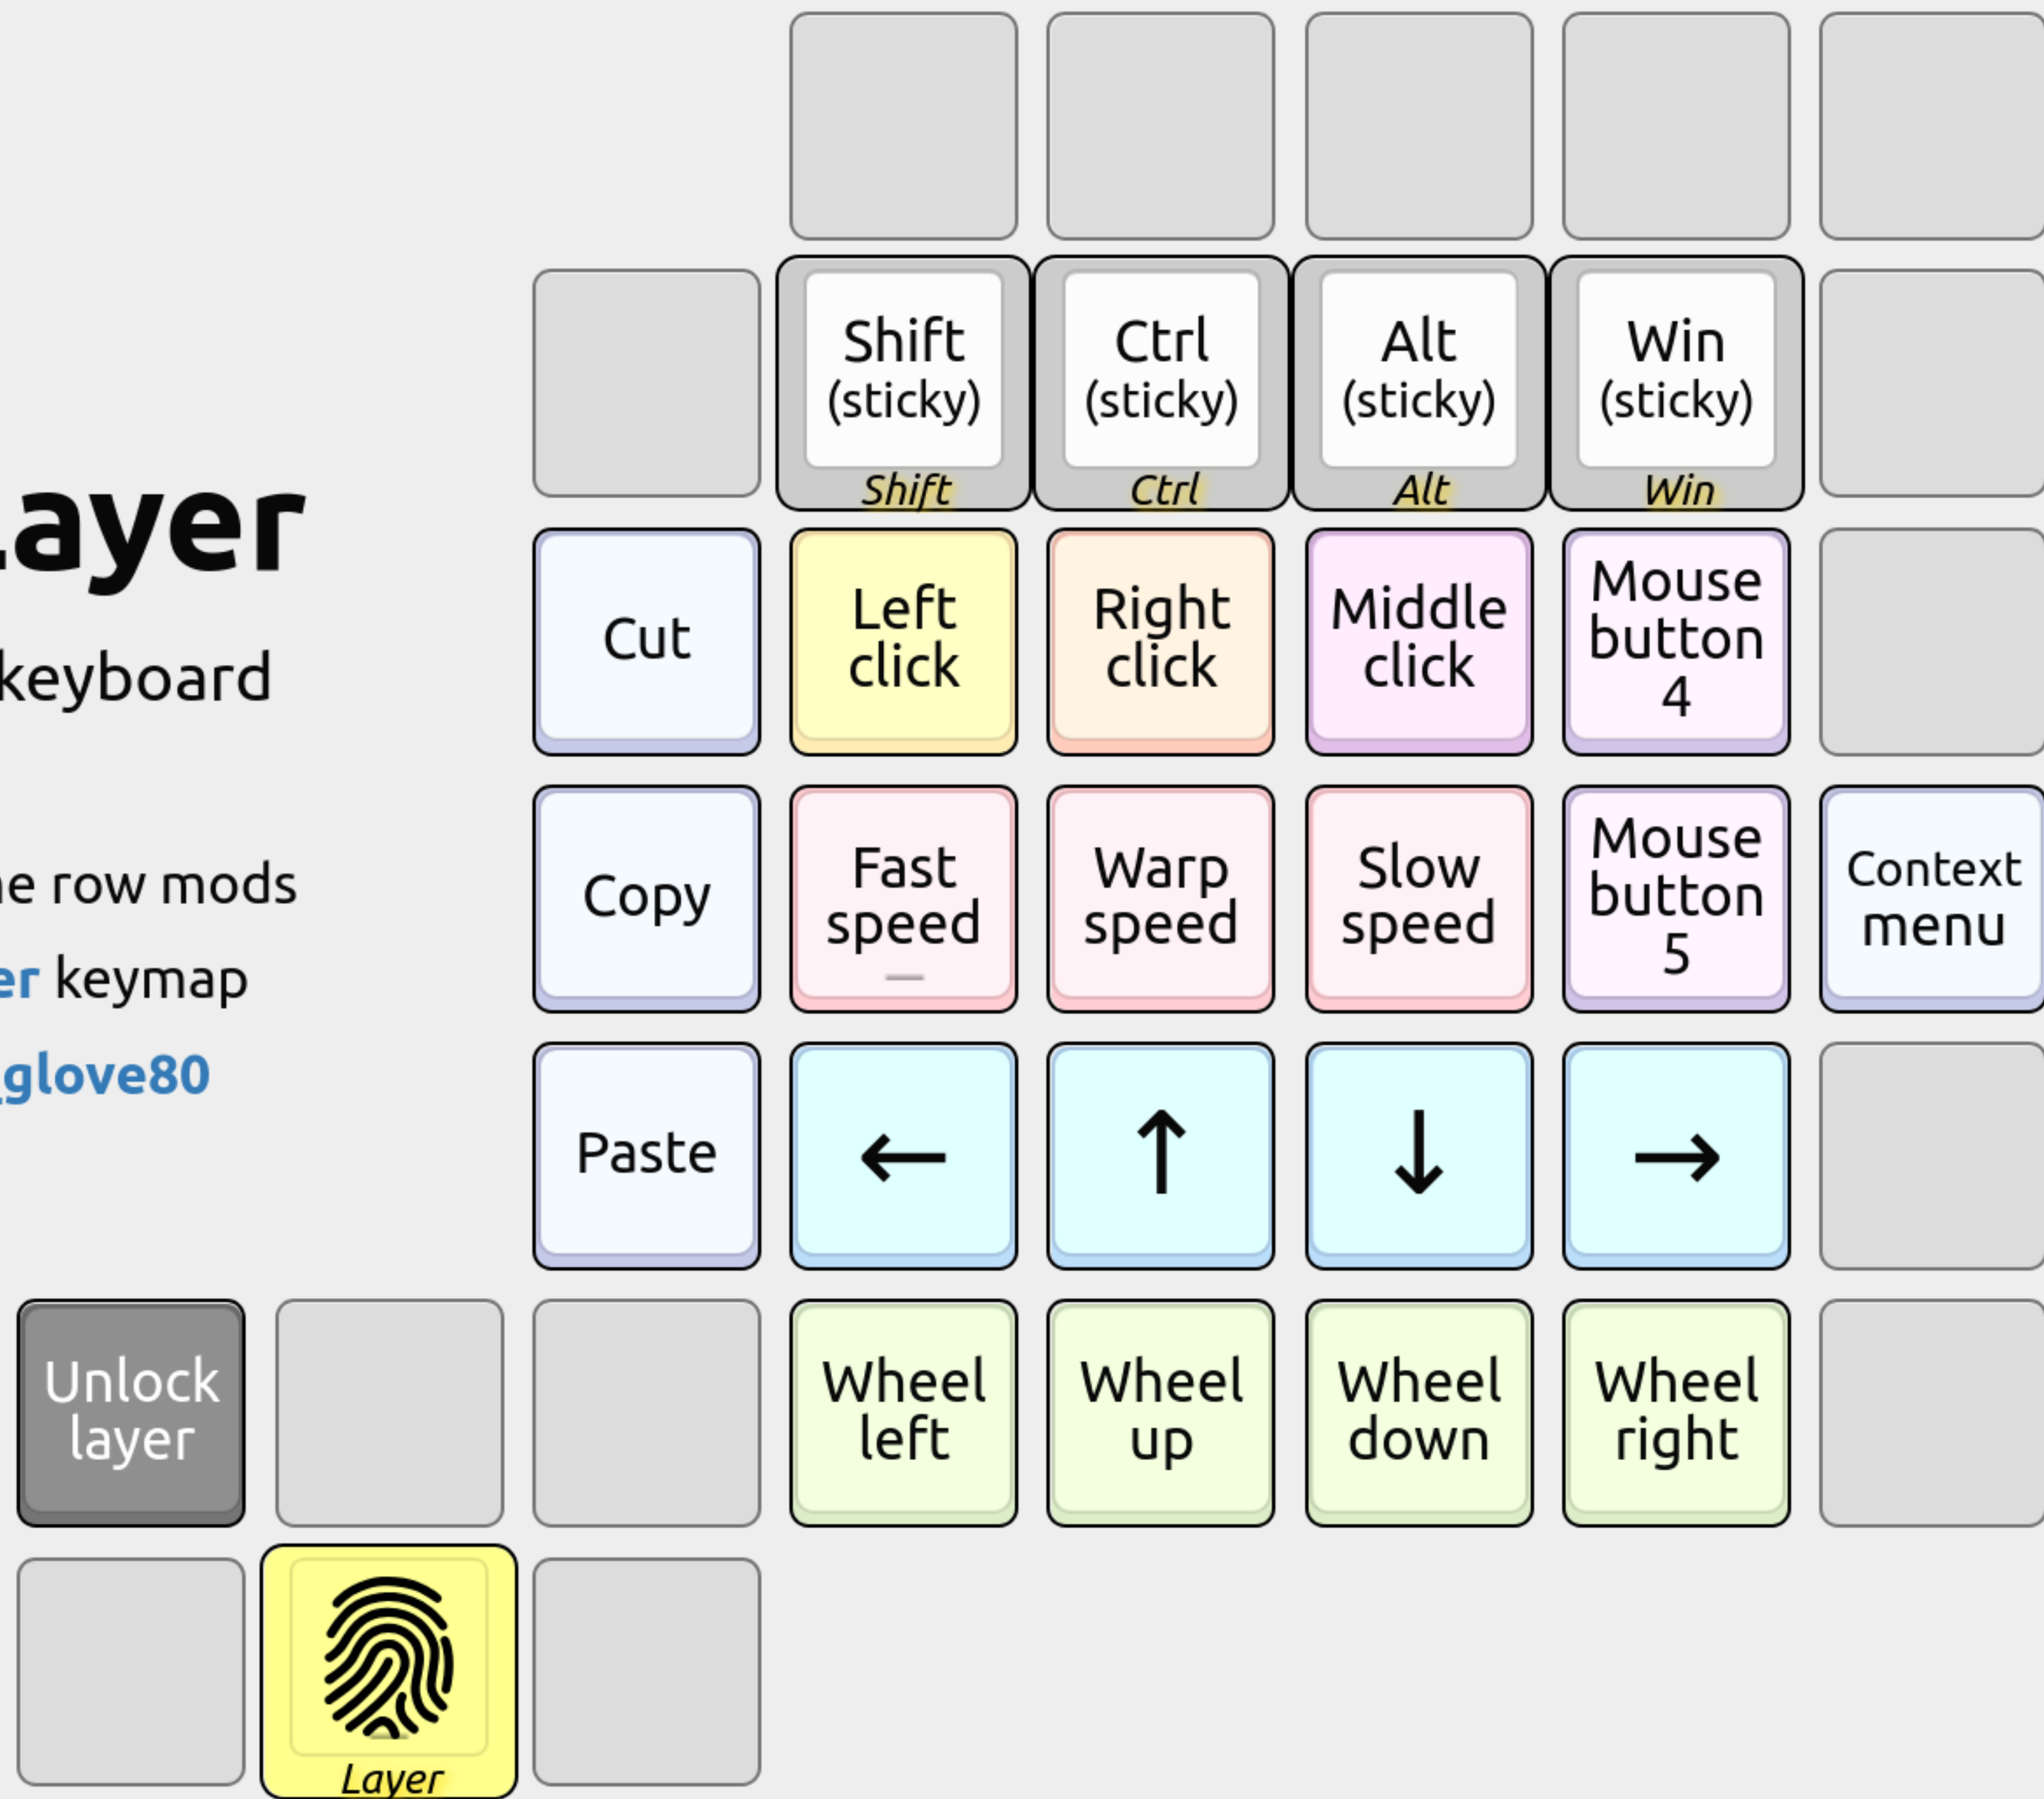 Shift
(sticky)
Shift
Ctrl
(sticky)
Ctrl
Alt
(sticky)
Alt
Win
(sticky)
Win
ayer
keyboard
row mods
keymap
glove80
Cut
Left
click
Right
click
Middle
click
Mouse
button
4
Copy
Fast
speed
Warp
speed
Slow
speed
Mouse
button
5
Context
menu
Paste
←
↑
↓
→
Unlock
layer
Wheel
left
Wheel
up
Wheel
down
Wheel
right
Layer